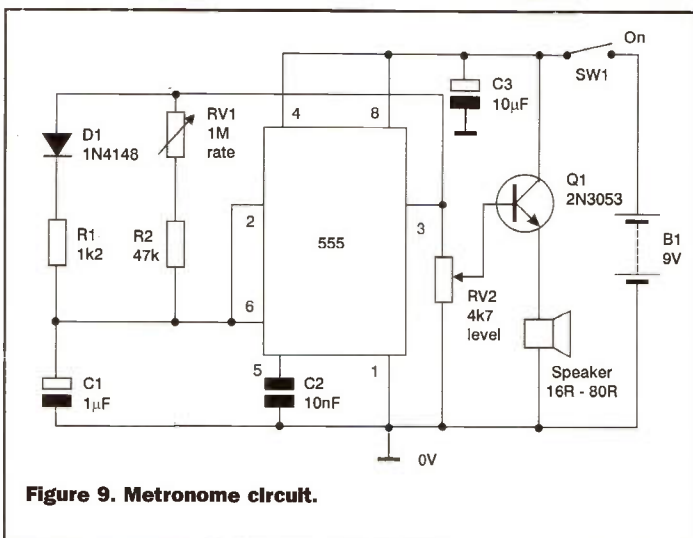 On
SW1
C3
10µF
4
8
RV1
1M
rate
D1
1N4148
Q1
2N3053
R1
1k2
R2
47k
2
555
3
B1
9V
RV2
4k7
level
6
Speaker
16R - 80R
5
1
C1
1µF
C2
10nF
0V
Figure 9. Metronome circuit.